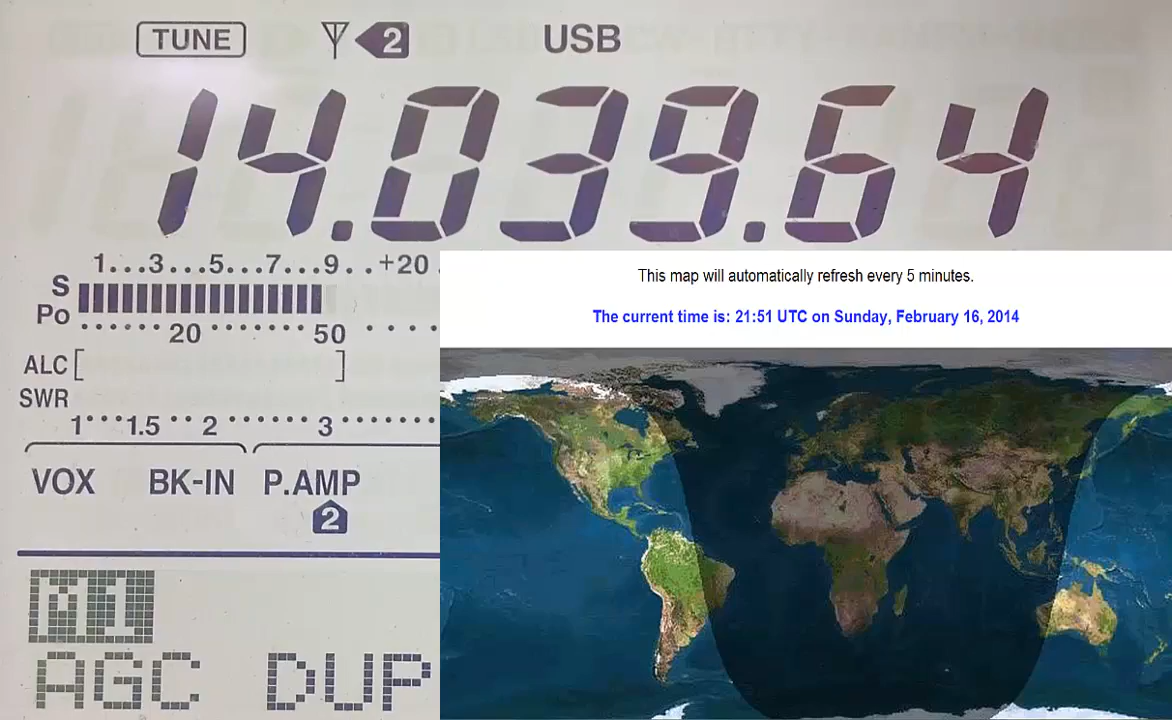 TUNE 2 USB
14.039.64
1...3...5...7...9..+20.
S
Po
20 50
ALC
SWR
1 1.5 2 3
VOX BK-IN P.AMP
2
M1
AGC DUP
This map will automatically refresh every 5 minutes.
The current time is: 21:51 UTC on Sunday, February 16, 2014